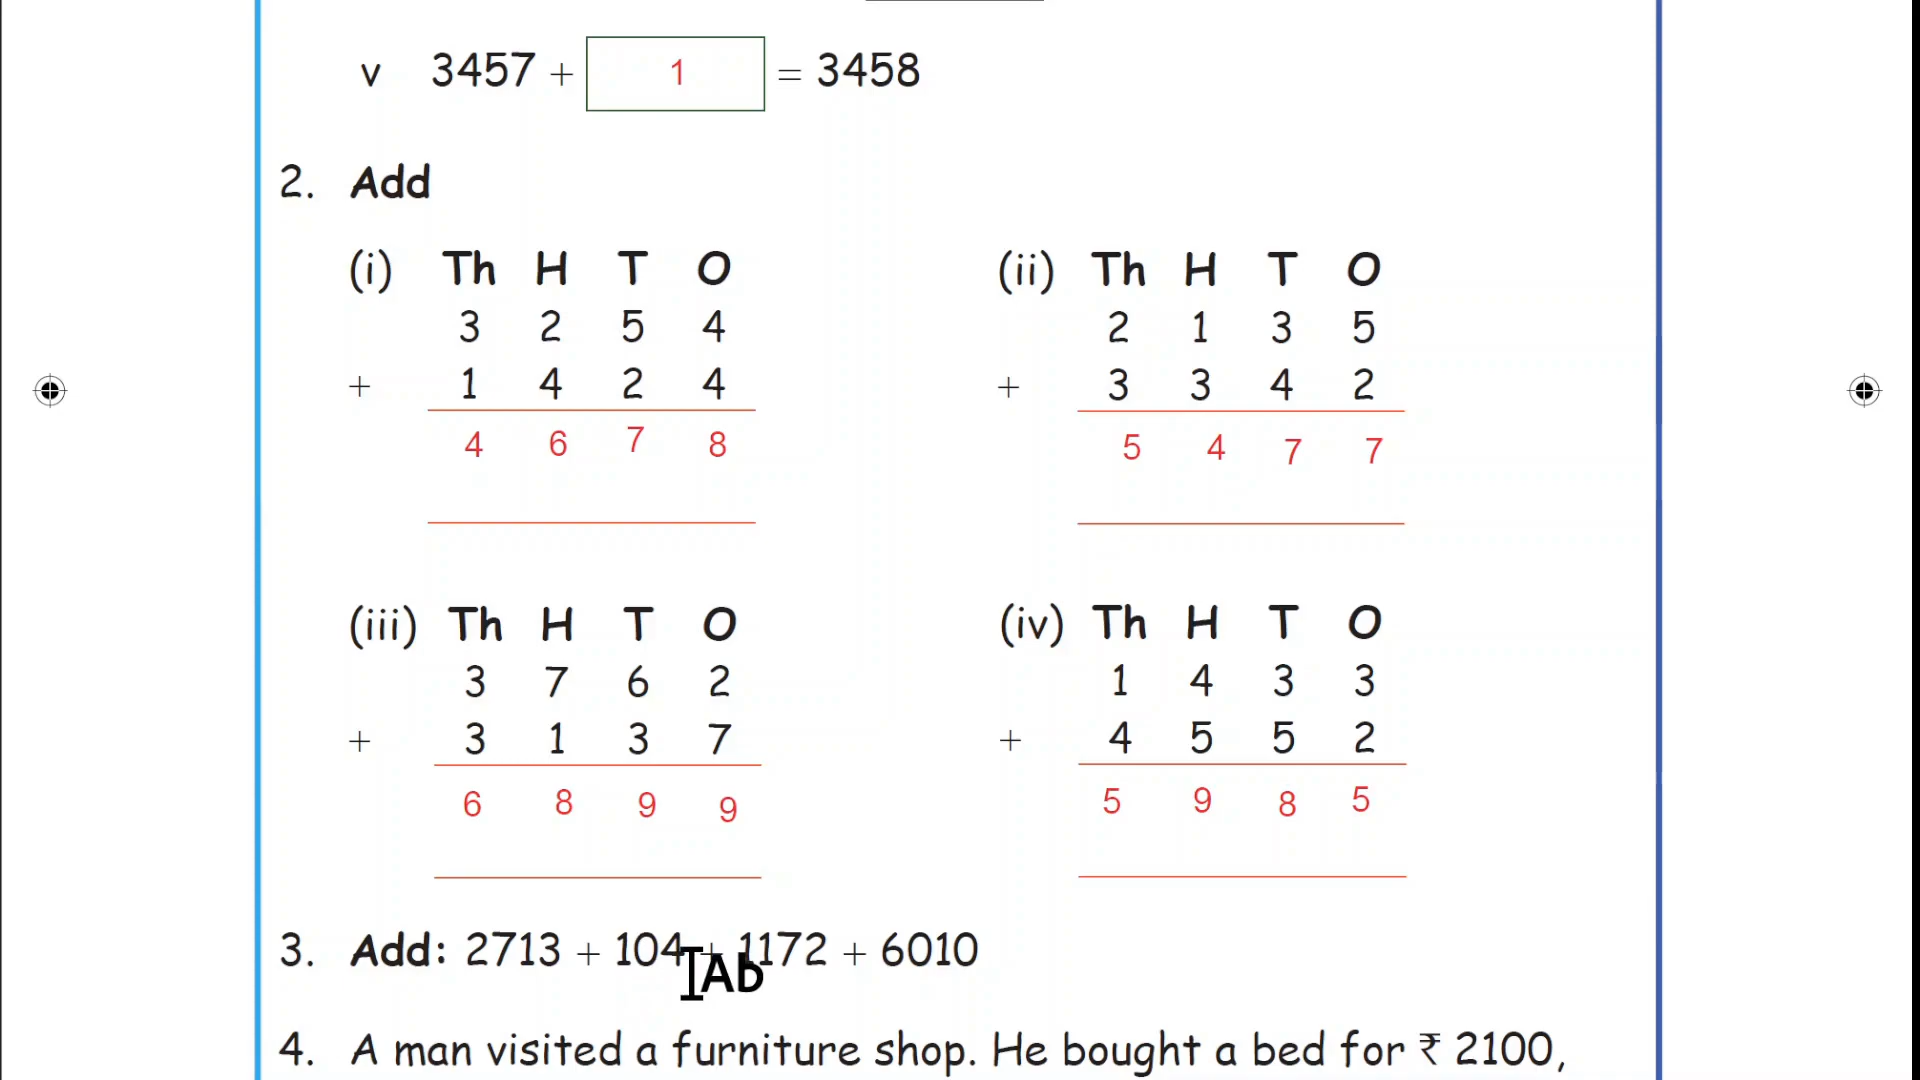 v 3457 + 1 = 3458
2. Add
(i) Th H T O
3 2 5 4
+ 1 4 2 4
4 6 7 8
(ii) Th H T O
2 1 3 5
+ 3 3 4 2
5 4 7 7
(iii) Th H T O
3 7 6 2
+ 3 1 3 7
6 8 9 9
(iv) Th H T O
1 4 3 3
+ 4 5 5 2
5 9 8 5
3. Add: 2713 + 104 + 1172 + 6010
Ab
4. A man visited a furniture shop. He bought a bed for ₹ 2100,